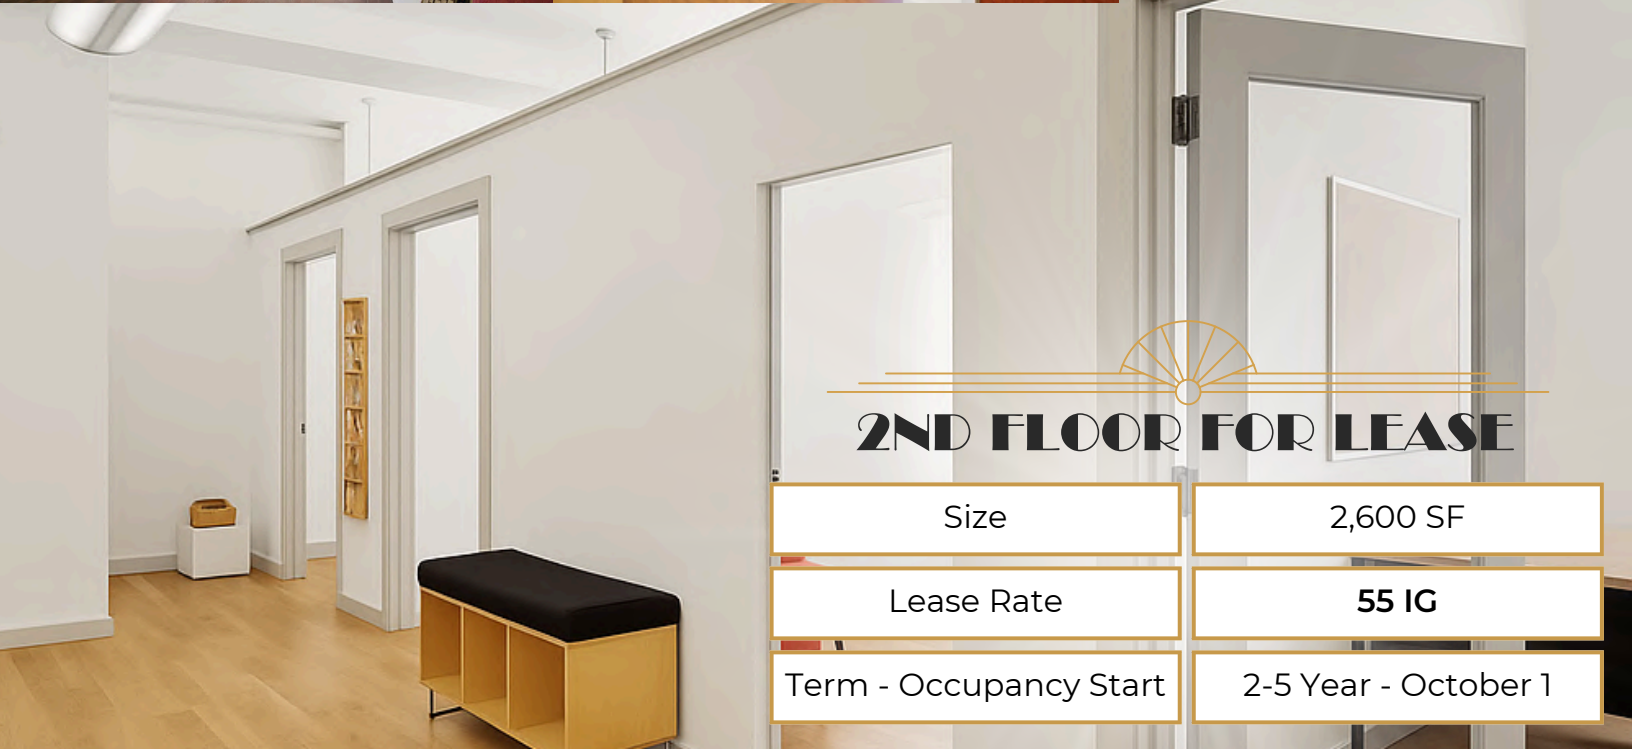 2ND FLOOR FOR LEASE
Size
2,600 SF
Lease Rate
55 IG
Term - Occupancy Start
2-5 Year - October 1